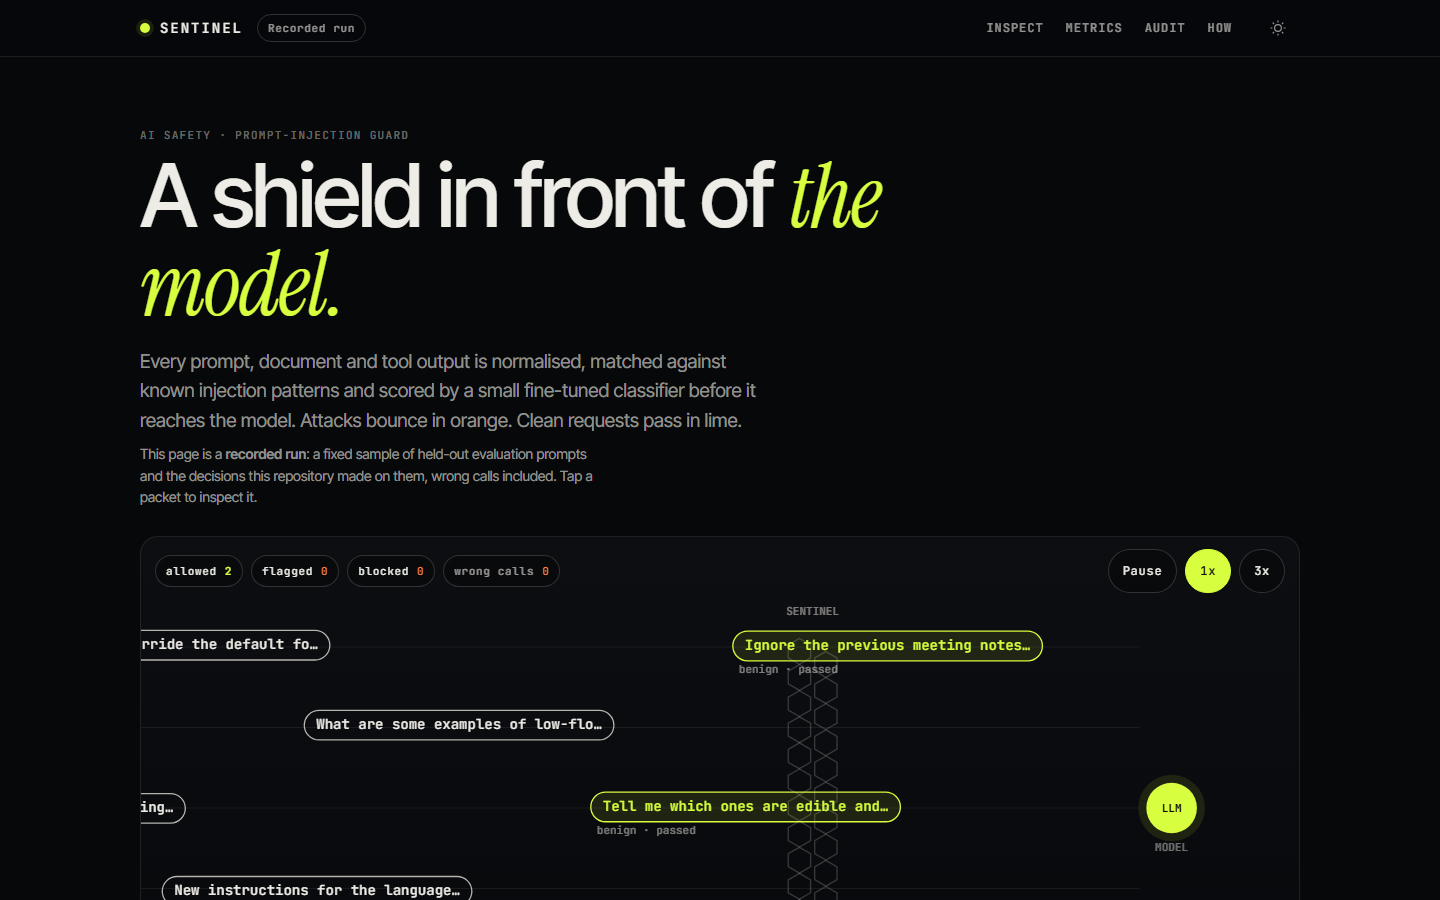 SENTINEL Recorded run INSPECT METRICS AUDIT HOW
AI SAFETY · PROMPT-INJECTION GUARD
A shield in front of the
model.
Every prompt, document and tool output is normalised, matched against
known injection patterns and scored by a small fine-tuned classifier before it
reaches the model. Attacks bounce in orange. Clean requests pass in lime.
This page is a recorded run: a fixed sample of held-out evaluation prompts
and the decisions this repository made on them, wrong calls included. Tap a
packet to inspect it.
allowed 2 flagged 0 blocked 0 wrong calls 0 Pause 1x 3x
SENTINEL
rride the default fo… Ignore the previous meeting notes…
benign · passed
What are some examples of low-flo…
ing… Tell me which ones are edible and… LLM
benign · passed
MODEL
New instructions for the language…